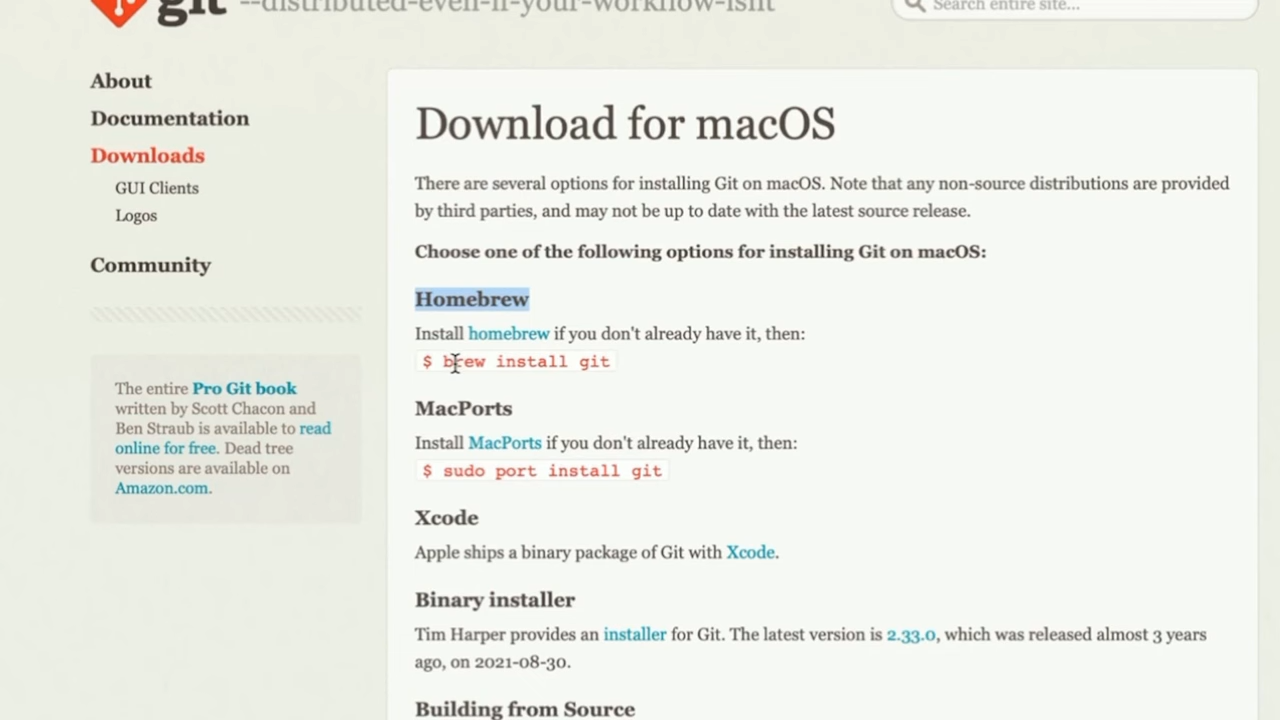 git --distributed-even-if-your-workflow-isnt
Search entire site...
About
Documentation
Downloads
GUI Clients
Logos
Community
The entire Pro Git book
written by Scott Chacon and
Ben Straub is available to read
online for free. Dead tree
versions are available on
Amazon.com.
Download for macOS
There are several options for installing Git on macOS. Note that any non-source distributions are provided
by third parties, and may not be up to date with the latest source release.
Choose one of the following options for installing Git on macOS:
Homebrew
Install homebrew if you don't already have it, then:
$ brew install git
MacPorts
Install MacPorts if you don't already have it, then:
$ sudo port install git
Xcode
Apple ships a binary package of Git with Xcode.
Binary installer
Tim Harper provides an installer for Git. The latest version is 2.33.0, which was released almost 3 years
ago, on 2021-08-30.
Building from Source